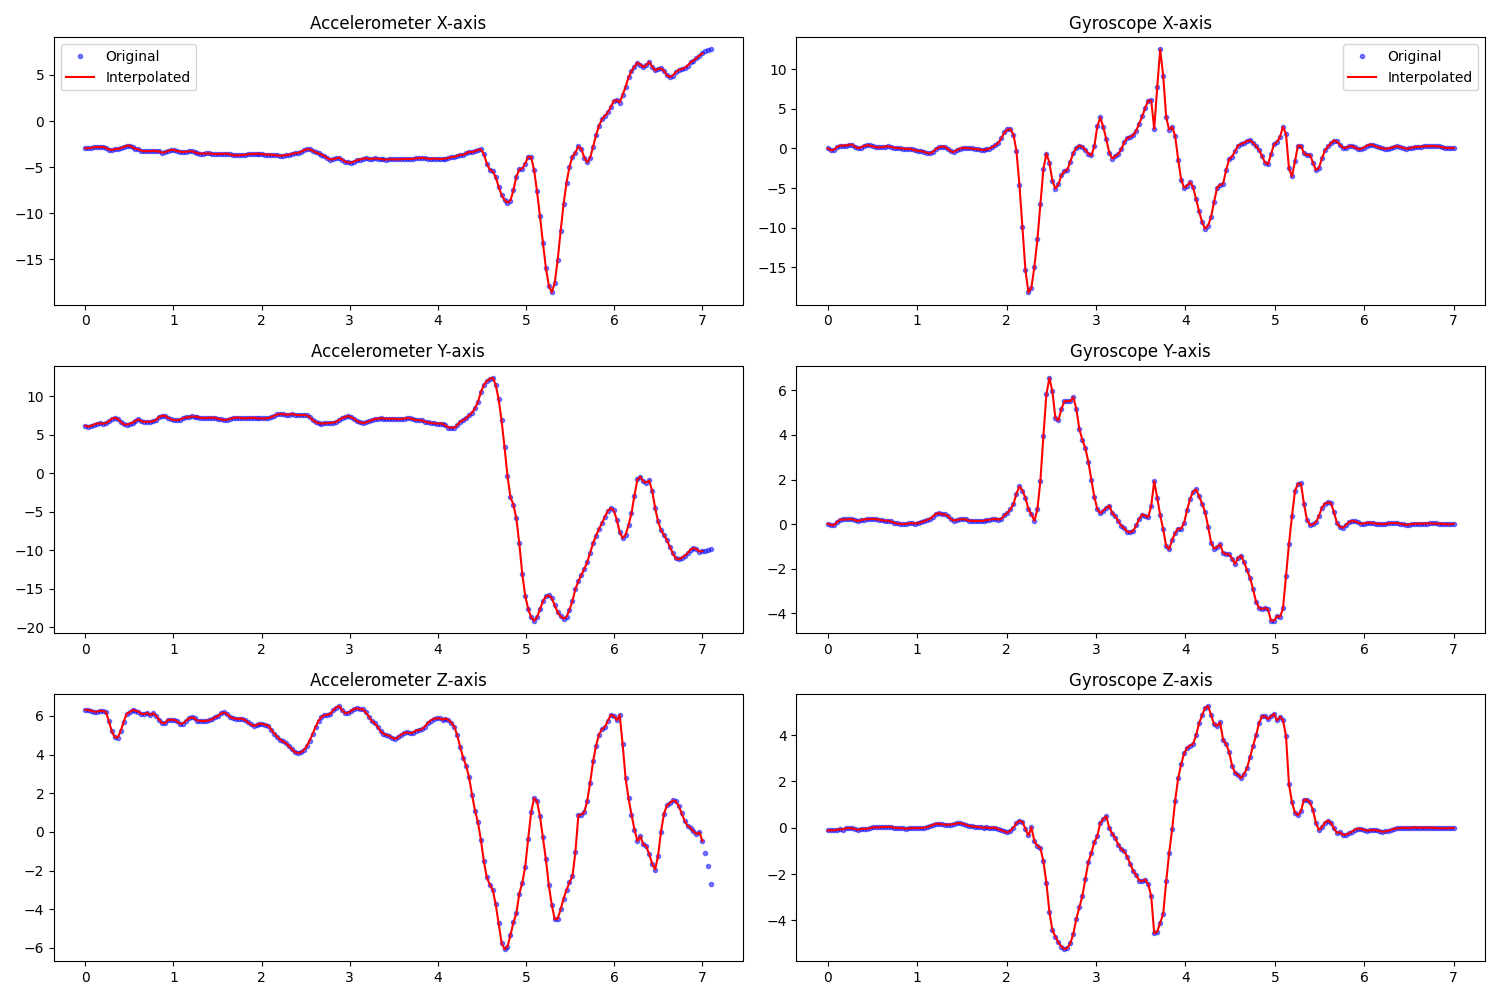 Accelerometer X-axis
Original
Interpolated
5
0
−5
−10
−15
0 1 2 3 4 5 6 7
Gyroscope X-axis
Original
Interpolated
10
5
0
−5
−10
−15
0 1 2 3 4 5 6 7
Accelerometer Y-axis
10
5
0
−5
−10
−15
−20
0 1 2 3 4 5 6 7
Gyroscope Y-axis
6
4
2
0
−2
−4
0 1 2 3 4 5 6 7
Accelerometer Z-axis
6
4
2
0
−2
−4
−6
0 1 2 3 4 5 6 7
Gyroscope Z-axis
4
2
0
−2
−4
0 1 2 3 4 5 6 7